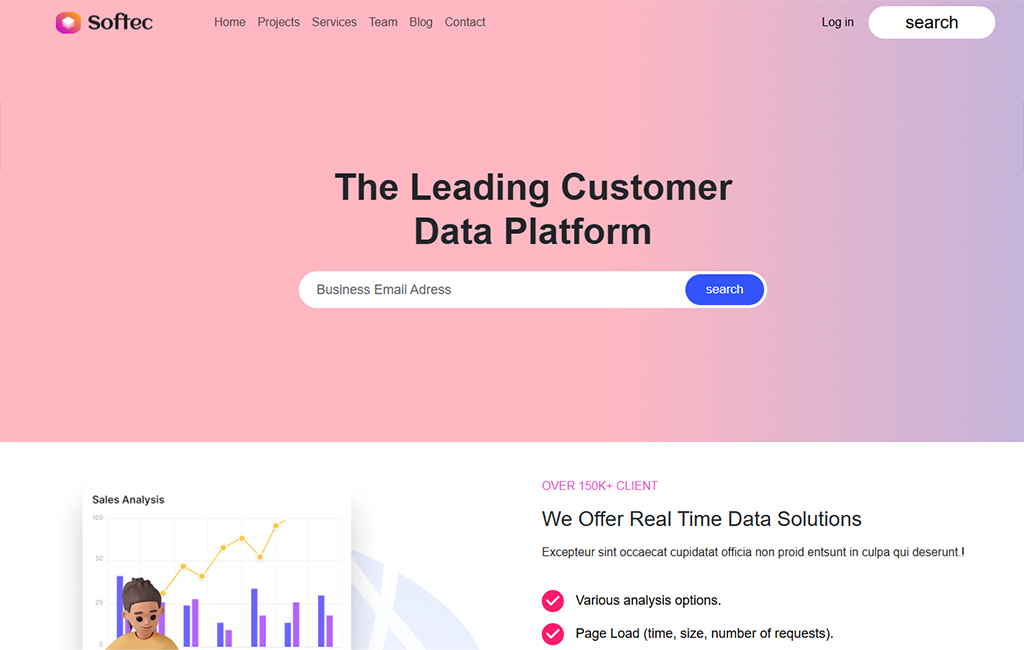 Softec
Home Projects Services Team Blog Contact
Log in
search
The Leading Customer
Data Platform
Business Email Adress
search
Sales Analysis
100
50
25
0
OVER 150K+ CLIENT
We Offer Real Time Data Solutions
Excepteur sint occaecat cupidatat officia non proid entsunt in culpa qui deserunt.!
Various analysis options.
Page Load (time, size, number of requests).